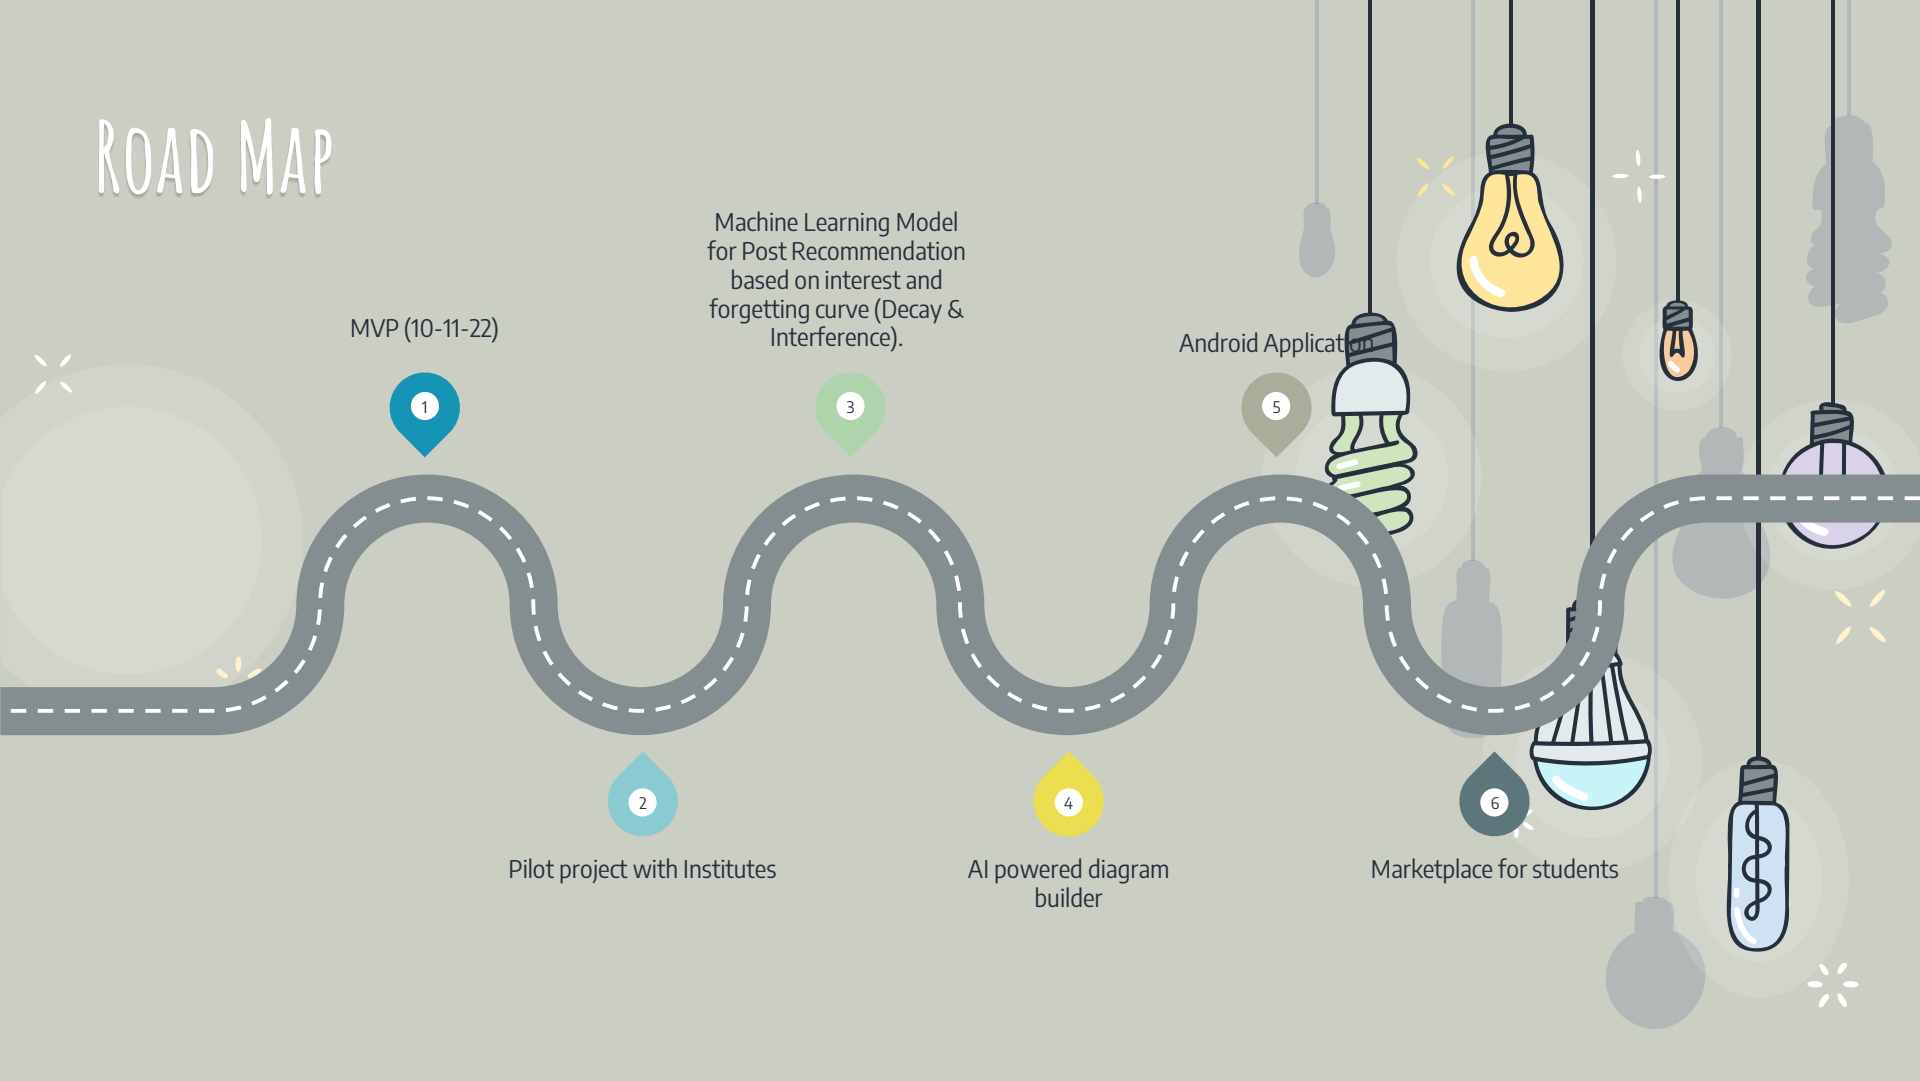 Road Map
MVP (10-11-22)
1
Pilot project with Institutes
2
Machine Learning Model
for Post Recommendation
based on interest and
forgetting curve (Decay &
Interference).
3
AI powered diagram
builder
4
Android Application
5
Marketplace for students
6